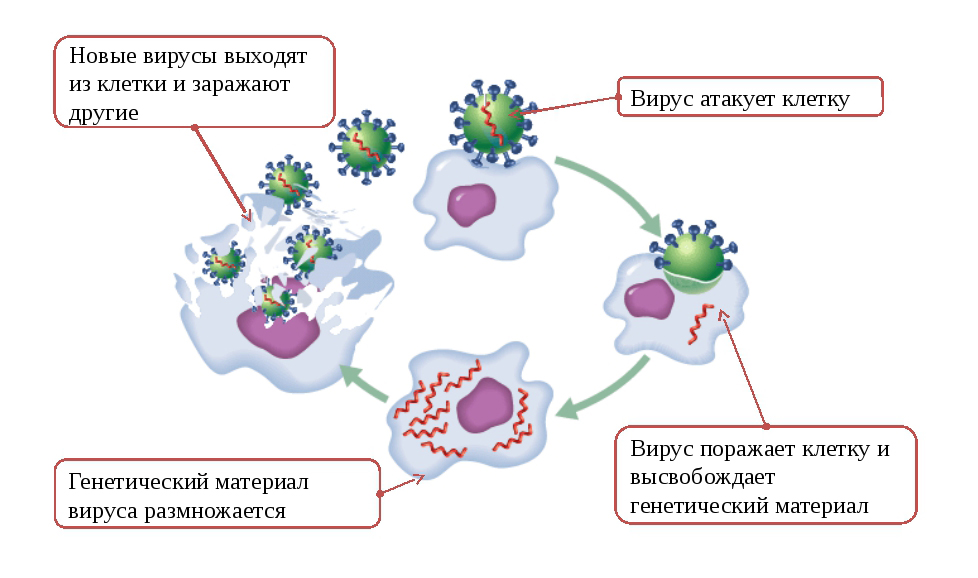 Новые вирусы выходят
из клетки и заражают
другие
Вирус атакует клетку
Вирус поражает клетку и
высвобождает
генетический материал
Генетический материал
вируса размножается